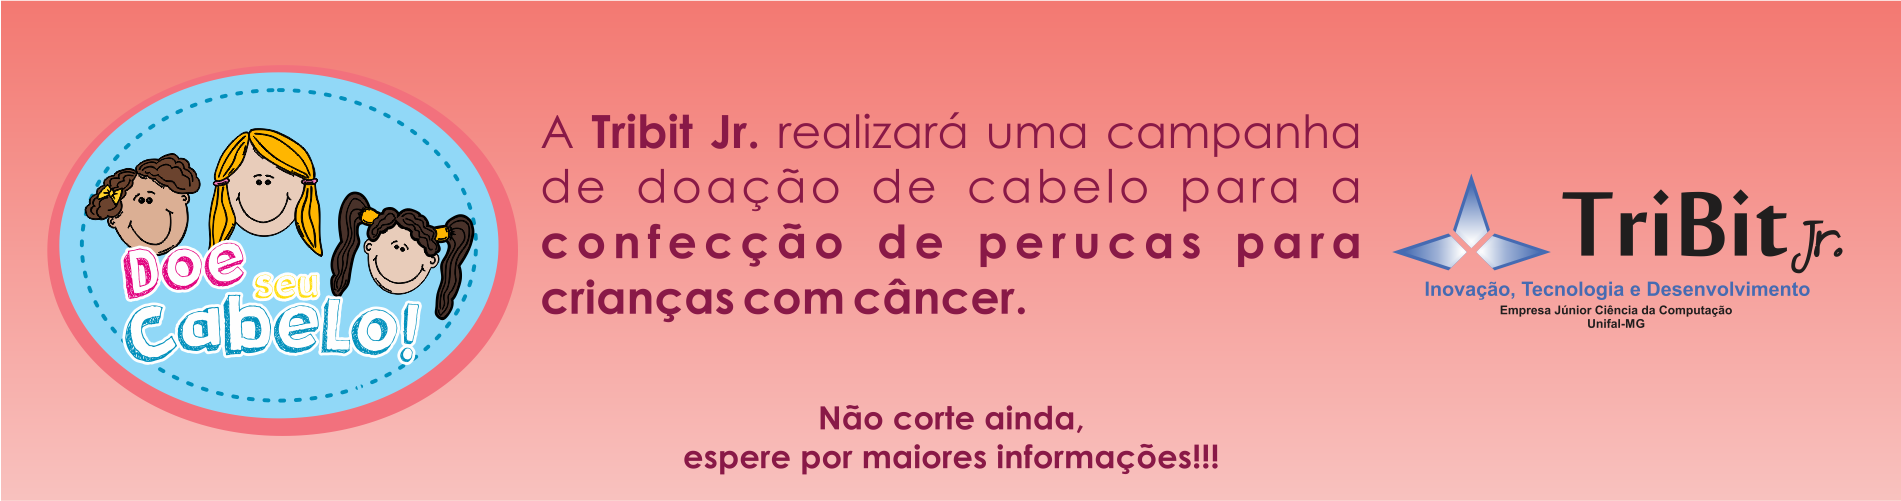 Doe
seu
Cabelo!
A Tribit Jr. realizará uma campanha
de doação de cabelo para a
confecção de perucas para
crianças com câncer.
Não corte ainda,
espere por maiores informações!!!
TriBit Jr.
Inovação, Tecnologia e Desenvolvimento
Empresa Júnior Ciência da Computação
Unifal-MG